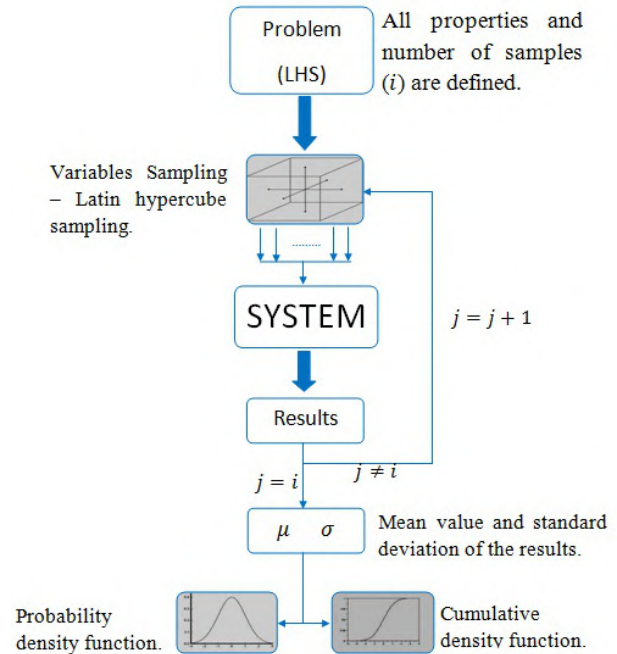 Problem
(LHS)
All properties and
number of samples
(𝑖) are defined.
Variables Sampling
– Latin hypercube
sampling.
SYSTEM
𝑗 = 𝑗 + 1
Results
𝑗 = 𝑖
𝑗 ≠ 𝑖
𝜇 𝜎
Mean value and standard
deviation of the results.
Probability
density function.
Cumulative
density function.